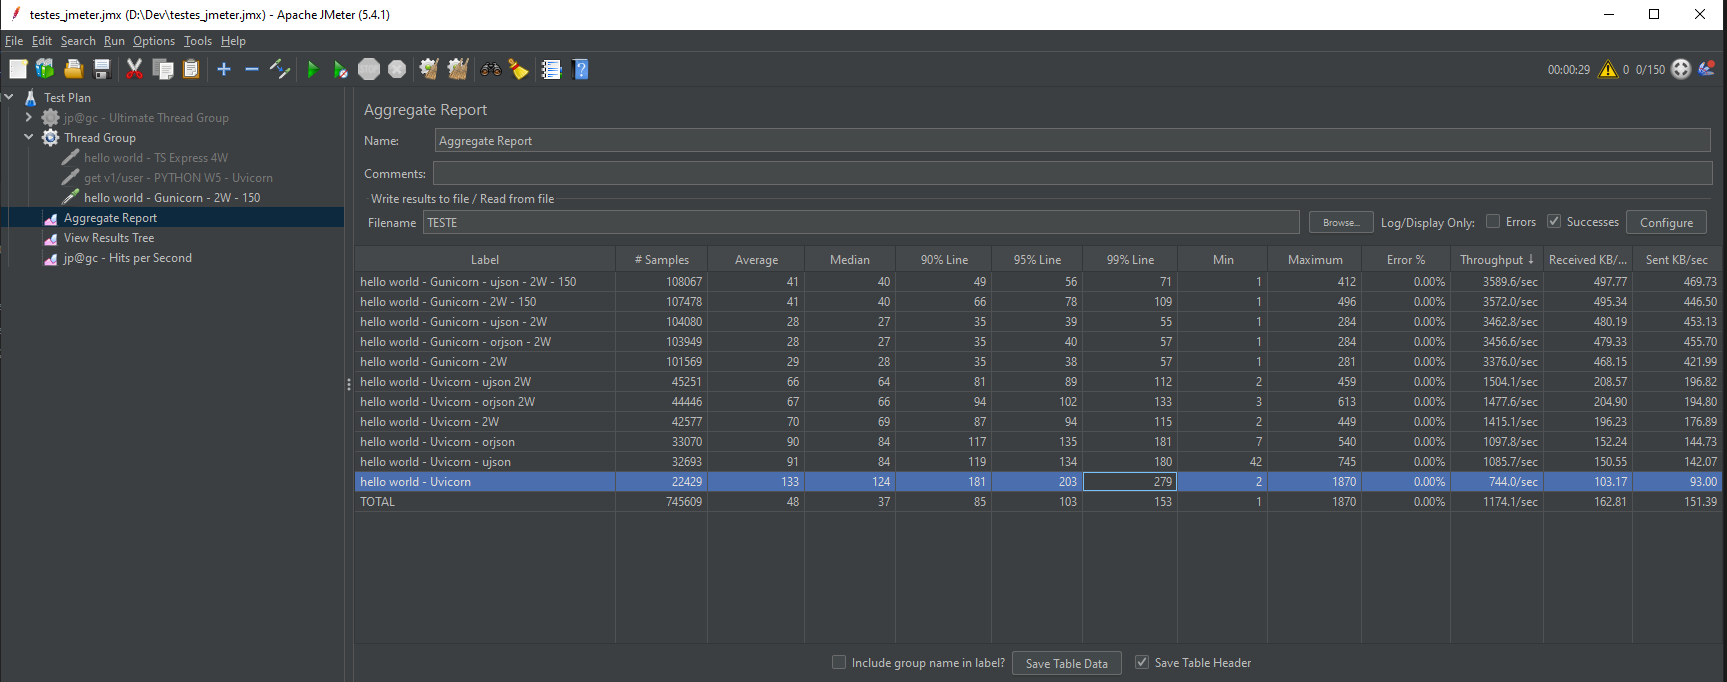 testes_jmeter.jmx (D:\Dev\testes_jmeter.jmx) - Apache JMeter (5.4.1)
File Edit Search Run Options Tools Help
STOP
00:00:29 0 0/150
Test Plan
jp@gc - Ultimate Thread Group
Thread Group
hello world - TS Express 4W
get v1/user - PYTHON W5 - Uvicorn
hello world - Gunicorn - 2W - 150
Aggregate Report
View Results Tree
jp@gc - Hits per Second
Aggregate Report
Name: Aggregate Report
Comments:
Write results to file / Read from file
Filename TESTE Browse... Log/Display Only: Errors Successes Configure
Label # Samples Average Median 90% Line 95% Line 99% Line Min Maximum Error % Throughput ↓ Received KB/... Sent KB/sec
hello world - Gunicorn - ujson - 2W - 150 108067 41 40 49 56 71 1 412 0.00% 3589.6/sec 497.77 469.73
hello world - Gunicorn - 2W - 150 107478 41 40 66 78 109 1 496 0.00% 3572.0/sec 495.34 446.50
hello world - Gunicorn - ujson - 2W 104080 28 27 35 39 55 1 284 0.00% 3462.8/sec 480.19 453.13
hello world - Gunicorn - orjson - 2W 103949 28 27 35 40 57 1 284 0.00% 3456.6/sec 479.33 455.70
hello world - Gunicorn - 2W 101569 29 28 35 38 57 1 281 0.00% 3376.0/sec 468.15 421.99
hello world - Uvicorn - ujson 2W 45251 66 64 81 89 112 2 459 0.00% 1504.1/sec 208.57 196.82
hello world - Uvicorn - orjson 2W 44446 67 66 94 102 133 3 613 0.00% 1477.6/sec 204.90 194.80
hello world - Uvicorn - 2W 42577 70 69 87 94 115 2 449 0.00% 1415.1/sec 196.23 176.89
hello world - Uvicorn - orjson 33070 90 84 117 135 181 7 540 0.00% 1097.8/sec 152.24 144.73
hello world - Uvicorn - ujson 32693 91 84 119 134 180 42 745 0.00% 1085.7/sec 150.55 142.07
hello world - Uvicorn 22429 133 124 181 203 279 2 1870 0.00% 744.0/sec 103.17 93.00
TOTAL 745609 48 37 85 103 153 1 1870 0.00% 1174.1/sec 162.81 151.39
Include group name in label? Save Table Data Save Table Header